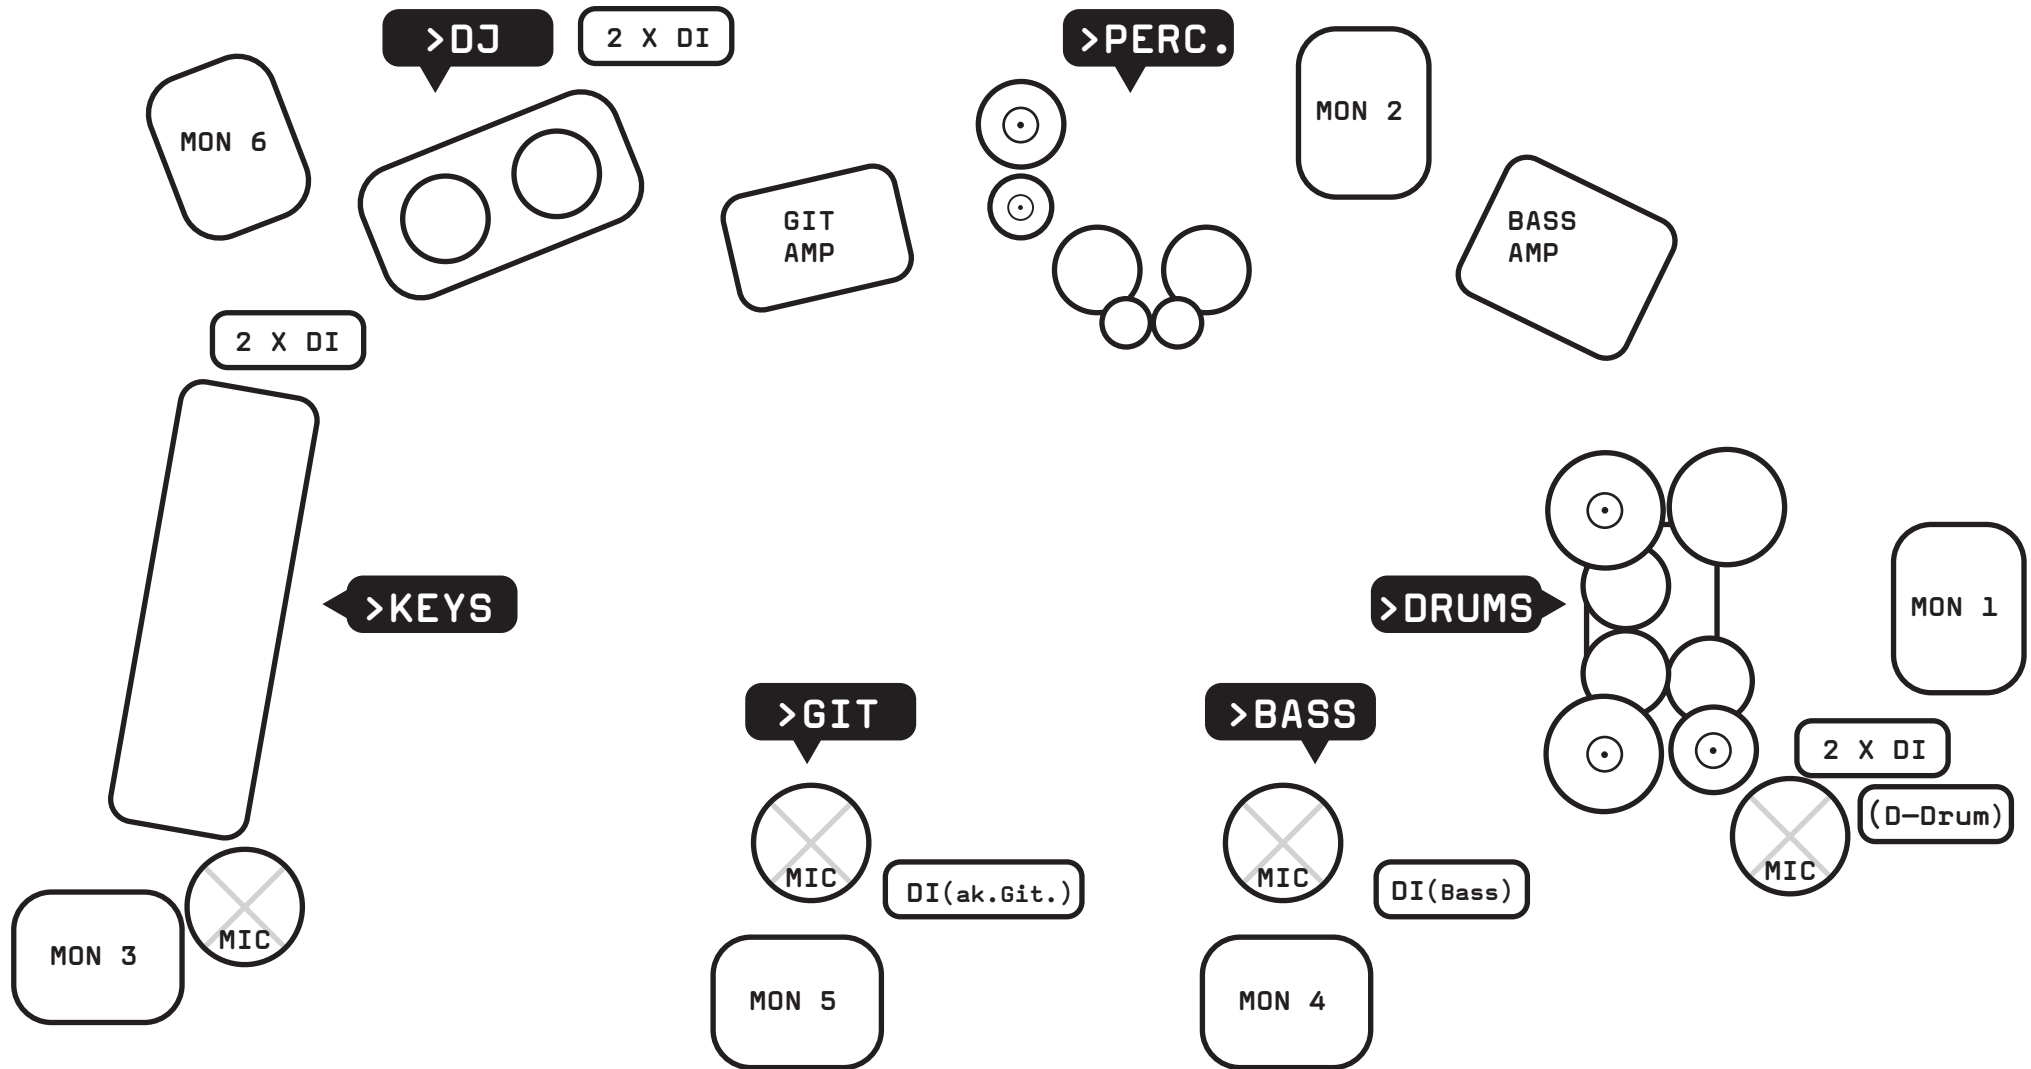 >DJ
2 X DI
>PERC.
MON 2
MON 6
GIT
AMP
BASS
AMP
2 X DI
>KEYS
>DRUMS
MON 1
>GIT
>BASS
2 X DI
(D-Drum)
MIC
MIC
MIC
DI(ak.Git.)
DI(Bass)
MIC
MON 3
MON 5
MON 4